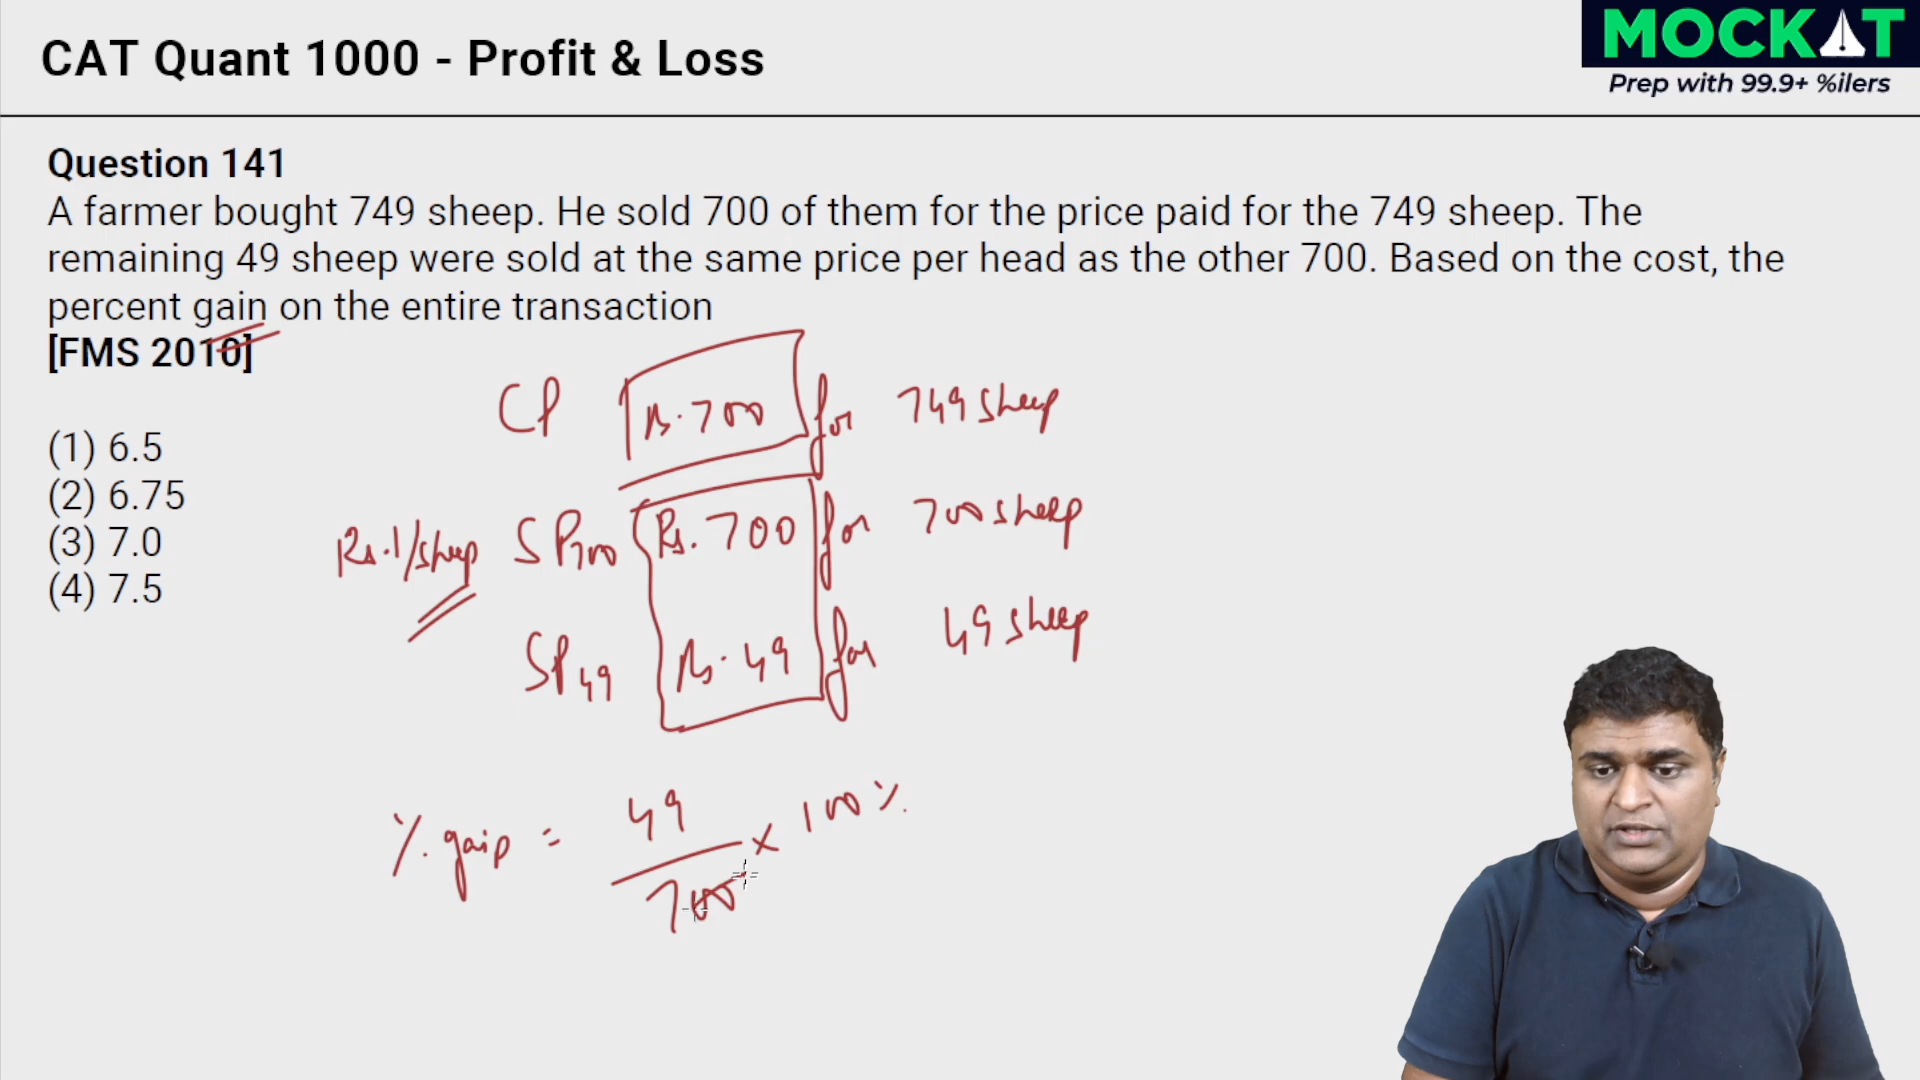 CAT Quant 1000 - Profit & Loss
MOCKAT
Prep with 99.9+ %ilers
Question 141
A farmer bought 749 sheep. He sold 700 of them for the price paid for the 749 sheep. The
remaining 49 sheep were sold at the same price per head as the other 700. Based on the cost, the
percent gain on the entire transaction
[FMS 2010]
(1) 6.5
(2) 6.75
(3) 7.0
(4) 7.5
CP Rs. 700 for 749 sheep
Rs. 1/sheep SP700 Rs. 700 for 700 sheep
SP49 Rs. 49 for 49 sheep
% gain = 49/700 x 100%